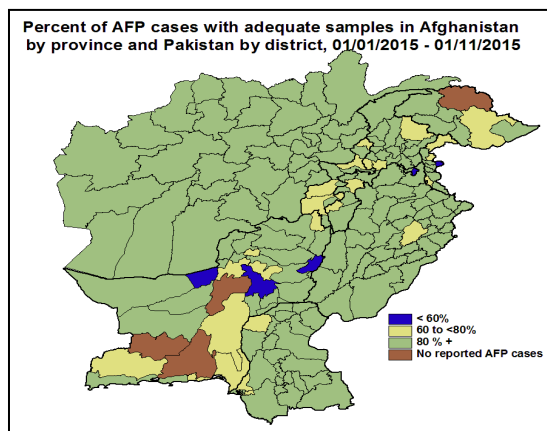 Percent of AFP cases with adequate samples in Afghanistan
by province and Pakistan by district, 01/01/2015 - 01/11/2015
< 60%
60 to <80%
80 % +
No reported AFP cases